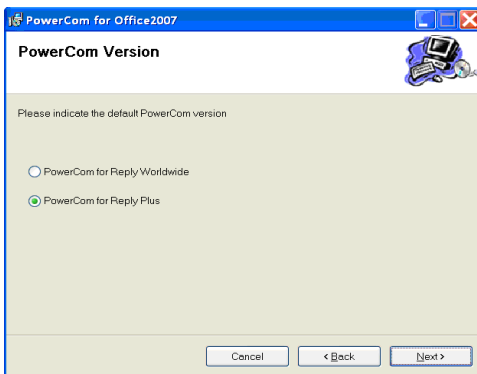 PowerCom for Office2007
PowerCom Version
Please indicate the default PowerCom version
PowerCom for Reply Worldwide
PowerCom for Reply Plus
Cancel
< Back
Next >